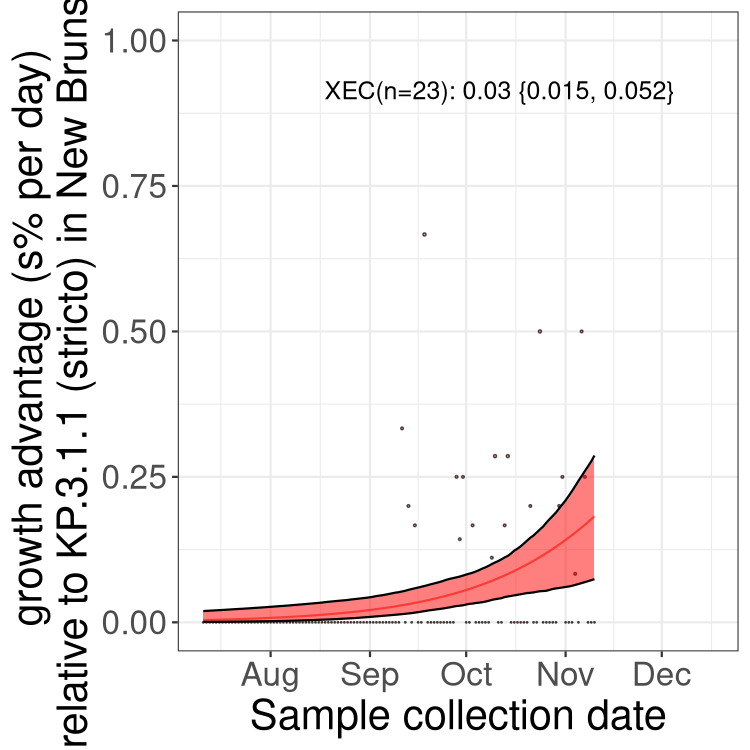 growth advantage (s% per day)
relative to KP.3.1.1 (stricto) in New Bruns
1.00
0.75
0.50
0.25
0.00
XEC(n=23): 0.03 {0.015, 0.052}
Aug Sep Oct Nov Dec
Sample collection date